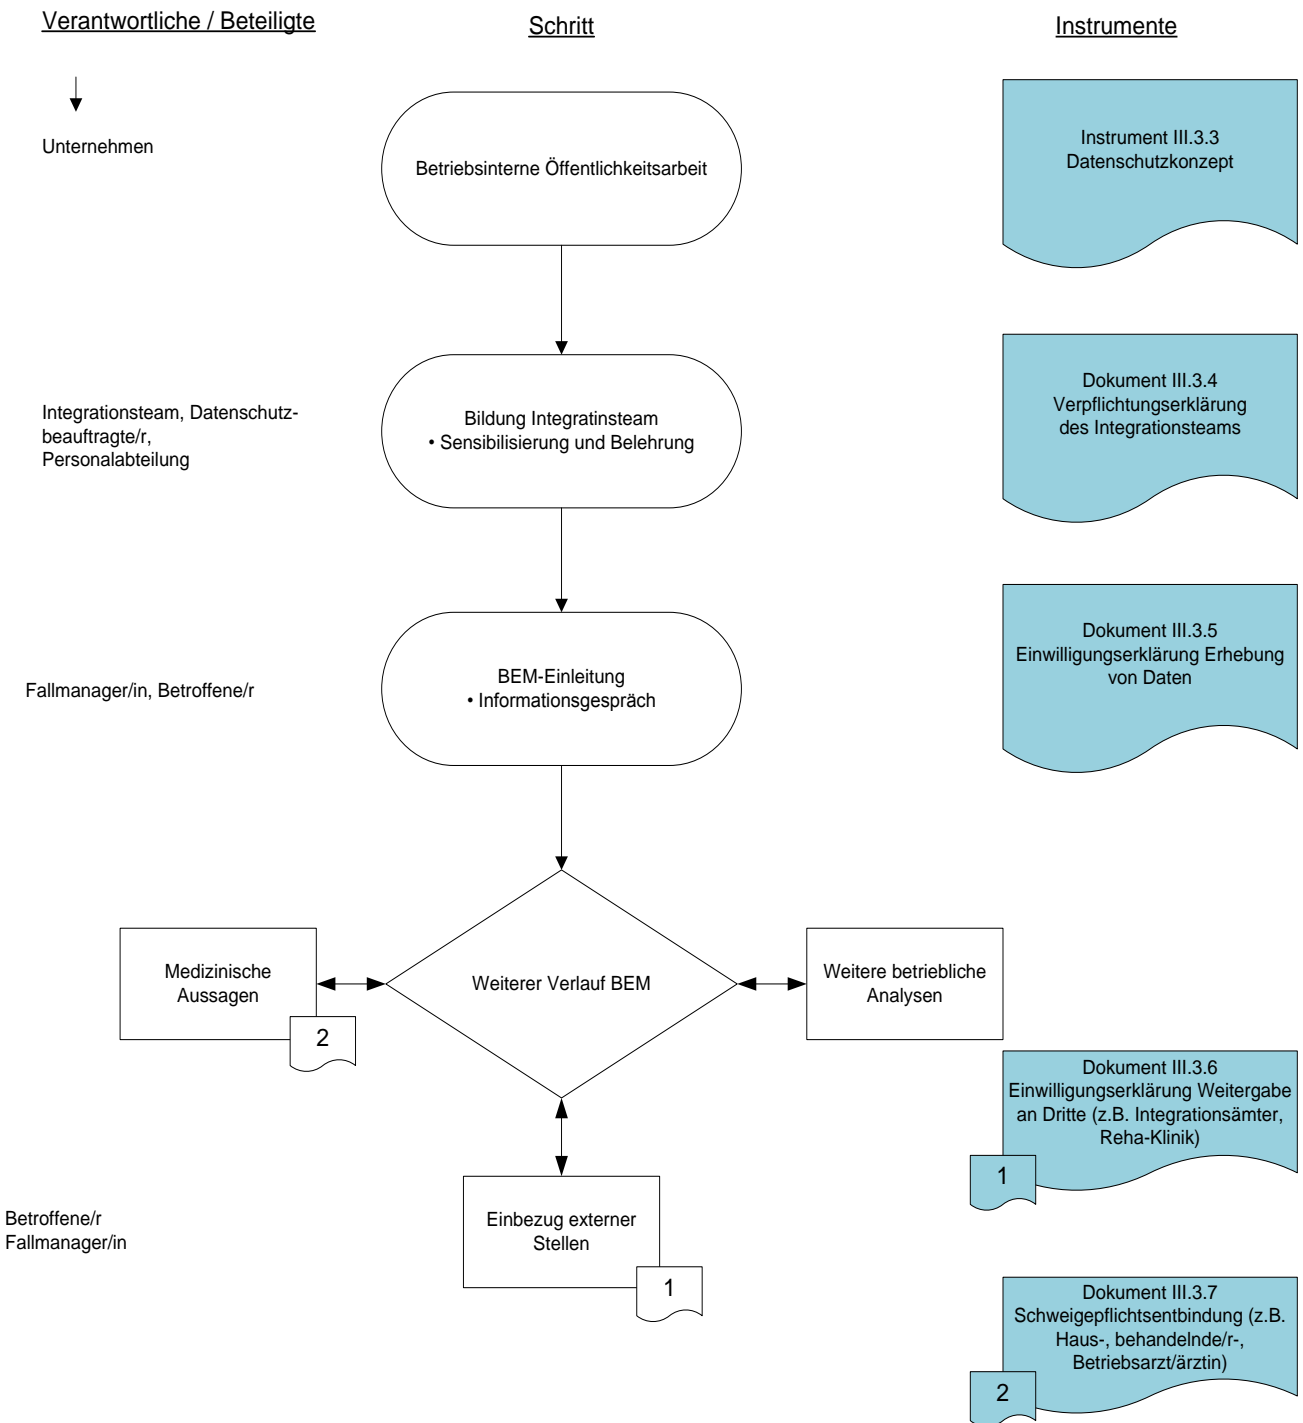 Verantwortliche / Beteiligte
Schritt
Instrumente
Unternehmen
Betriebsinterne Öffentlichkeitsarbeit
Instrument III.3.3
Datenschutzkonzept
Integrationsteam, Datenschutz-
beauftragte/r,
Personalabteilung
Bildung Integratinsteam
• Sensibilisierung und Belehrung
Dokument III.3.4
Verpflichtungserklärung
des Integrationsteams
Fallmanager/in, Betroffene/r
BEM-Einleitung
• Informationsgespräch
Dokument III.3.5
Einwilligungserklärung Erhebung
von Daten
Medizinische
Aussagen
2
Weiterer Verlauf BEM
Weitere betriebliche
Analysen
Dokument III.3.6
Einwilligungserklärung Weitergabe
an Dritte (z.B. Integrationsämter,
Reha-Klinik)
1
Betroffene/r
Fallmanager/in
Einbezug externer
Stellen
1
Dokument III.3.7
Schweigepflichtsentbindung (z.B.
Haus-, behandelnde/r-,
Betriebsarzt/ärztin)
2